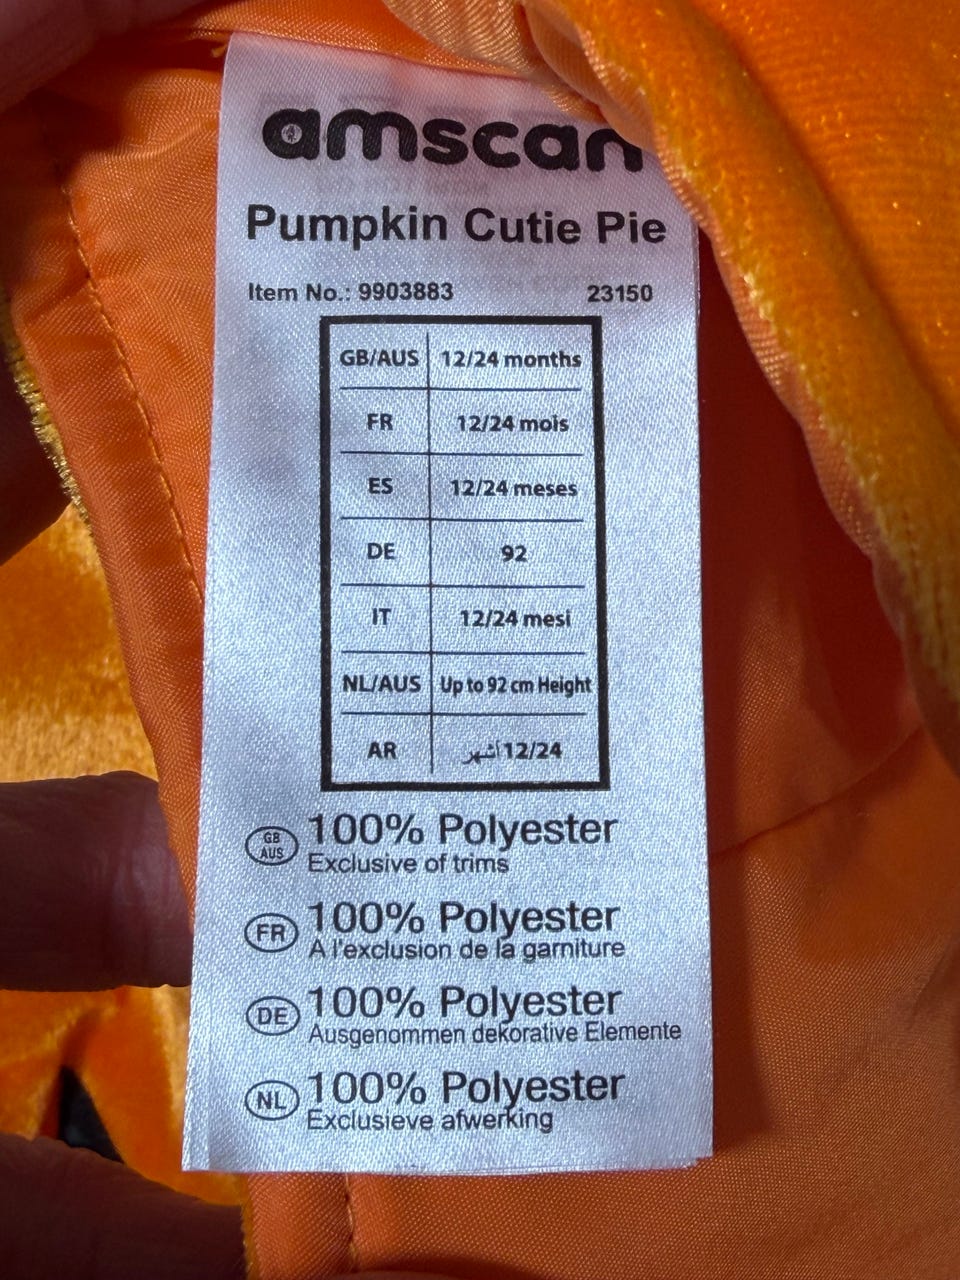 amscan
Pumpkin Cutie Pie
Item No.: 9903883 23150
GB/AUS 12/24 months
FR 12/24 mois
ES 12/24 meses
DE 92
IT 12/24 mesi
NL/AUS Up to 92 cm Height
AR 12/24 أشهر
GB AUS 100% Polyester
Exclusive of trims
FR 100% Polyester
A l'exclusion de la garniture
DE 100% Polyester
Ausgenommen dekorative Elemente
NL 100% Polyester
Exclusieve afwerking